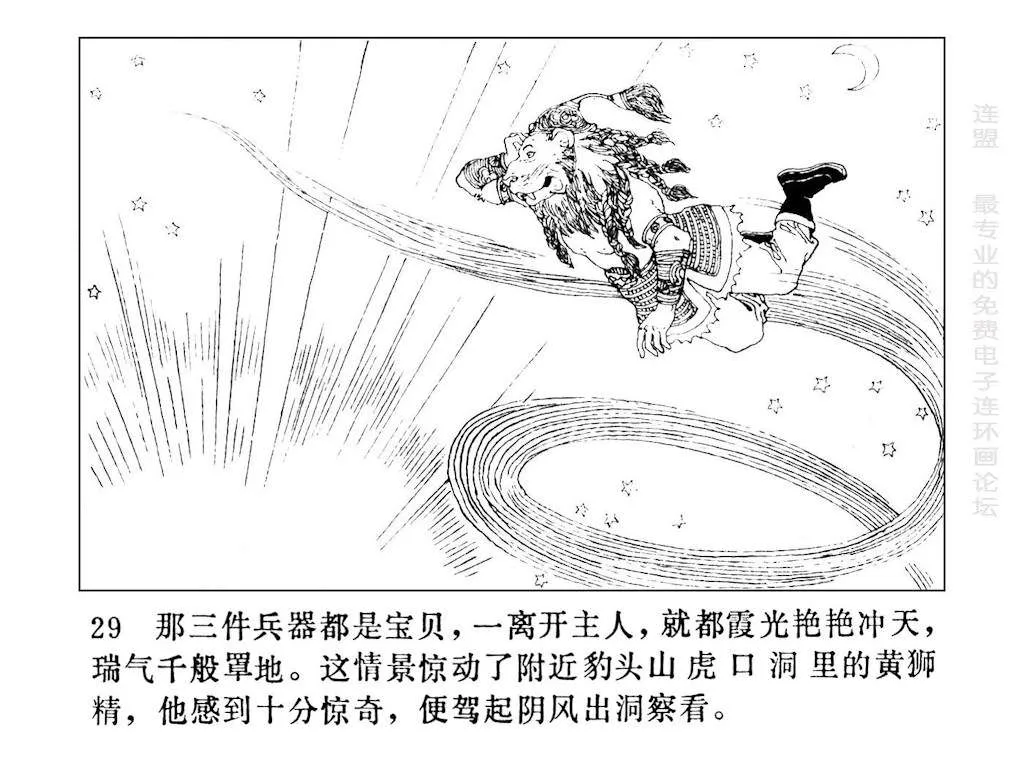 29 那三件兵器都是宝贝，一离开主人，就都霞光艳艳冲天，
瑞气千般罩地。这情景惊动了附近豹头山虎口洞里的黄狮
精，他感到十分惊奇，便驾起阴风出洞察看。
连盟 最专业的免费电子连环画论坛